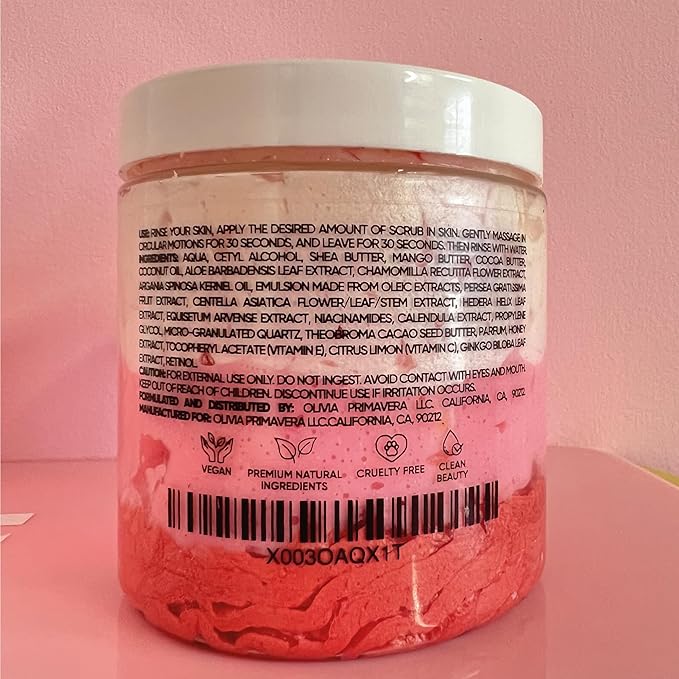 USE: RINSE YOUR SKIN, APPLY THE DESIRED AMOUNT OF SCRUB IN SKIN. GENTLY MASSAGE IN
CIRCULAR MOTIONS FOR 30 SECONDS, AND LEAVE FOR 30 SECONDS. THEN RINSE WITH WATER.
INGREDIENTS: AQUA, CETYL ALCOHOL, SHEA BUTTER, MANGO BUTTER, COCOA BUTTER,
COCONUT OIL, ALOE BARBADENSIS LEAF EXTRACT, CHAMOMILLA RECUTITA FLOWER EXTRACT,
ARGANIA SPINOSA KERNEL OIL, EMULSION MADE FROM OLEIC EXTRACTS, PERSEA GRATISSIMA
FRUIT EXTRACT, CENTELLA ASIATICA FLOWER/LEAF/STEM EXTRACT, HEDERA HELIX LEAF
EXTRACT, EQUISETUM ARVENSE EXTRACT, NIACINAMIDES, CALENDULA EXTRACT, PROPYLENE
GLYCOL, MICRO-GRANULATED QUARTZ, THEOBROMA CACAO SEED BUTTER, PARFUM, HONEY
EXTRACT, TOCOPHERYL ACETATE (VITAMIN E), CITRUS LIMON (VITAMIN C), GINKGO BILOBA LEAF
EXTRACT, RETINOL
CAUTION: FOR EXTERNAL USE ONLY. DO NOT INGEST. AVOID CONTACT WITH EYES AND MOUTH.
KEEP OUT OF REACH OF CHILDREN. DISCONTINUE USE IF IRRITATION OCCURS.
FORMULATED AND DISTRIBUTED BY: OLIVIA PRIMAVERA LLC. CALIFORNIA, CA, 90212.
MANUFACTURED FOR: OLIVIA PRIMAVERA LLC.CALIFORNIA, CA, 90212
VEGAN
PREMIUM NATURAL
INGREDIENTS
CRUELTY FREE
CLEAN
BEAUTY
X003OAQX1T